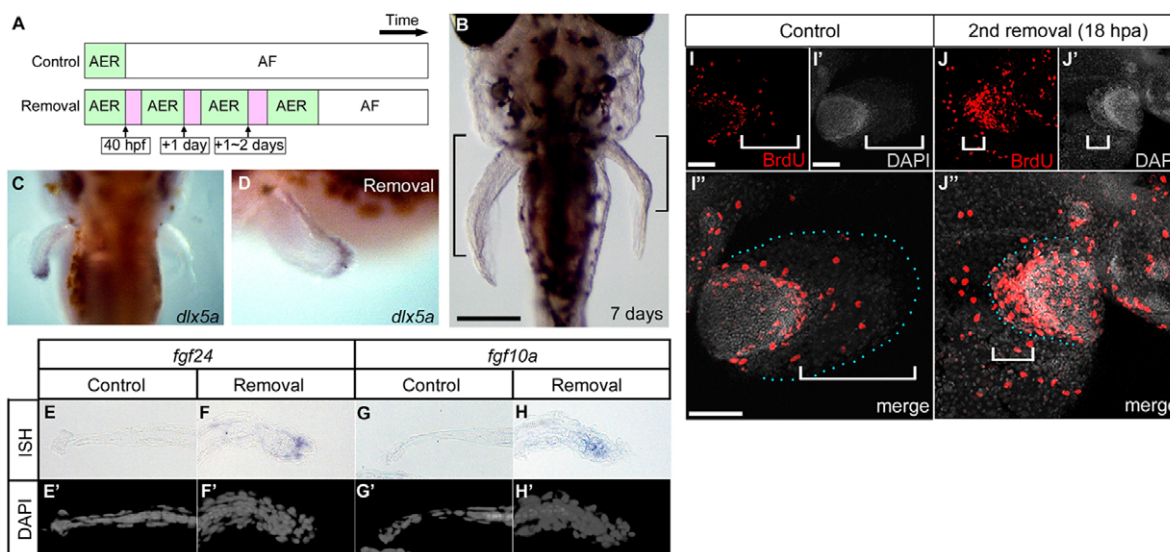 A
Time
Control
AER
AF
Removal
AER
AER
AER
AER
AF
40 hpf
+1 day
+1~2 days
B
7 days
C
dlx5a
D
Removal
dlx5a
fgf24
fgf10a
Control
Removal
Control
Removal
ISH
E
F
G
H
DAPI
E'
F'
G'
H'
Control
2nd removal (18 hpa)
I
BrdU
I'
DAPI
J
BrdU
J'
DAP
I''
merge
J''
merge